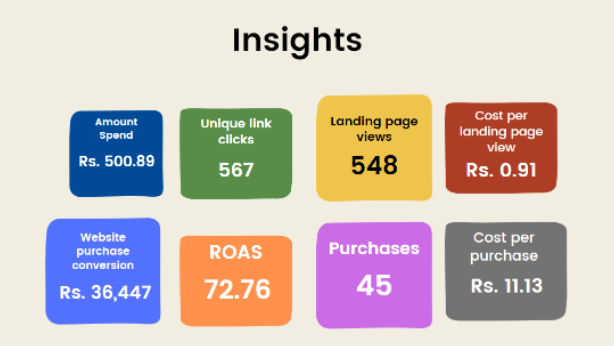 Insights
Amount
Spend
Rs. 500.89
Unique link
clicks
567
Landing page
views
548
Cost per
landing page
view
Rs. 0.91
Website
purchase
conversion
Rs. 36,447
ROAS
72.76
Purchases
45
Cost per
purchase
Rs. 11.13